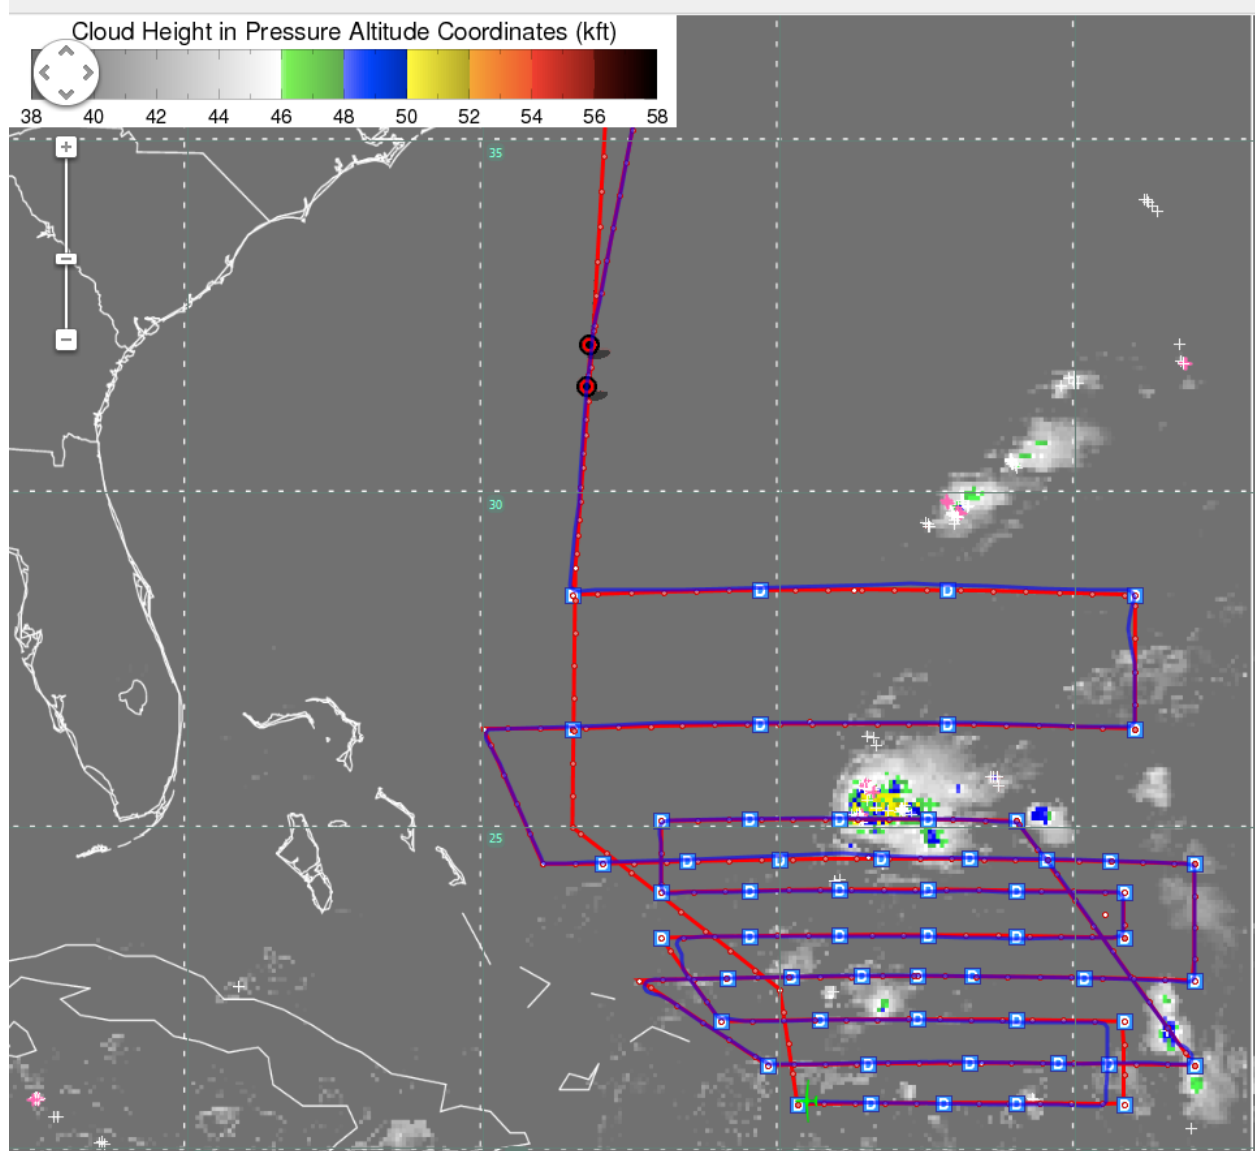 Cloud Height in Pressure Altitude Coordinates (kft)
38 40 42 44 46 48 50 52 54 56 58
35
30
D D
D D
25
D D D
D D D D D
D D D D
D D D D
D D D D D D
D D D
D D D D
D D D